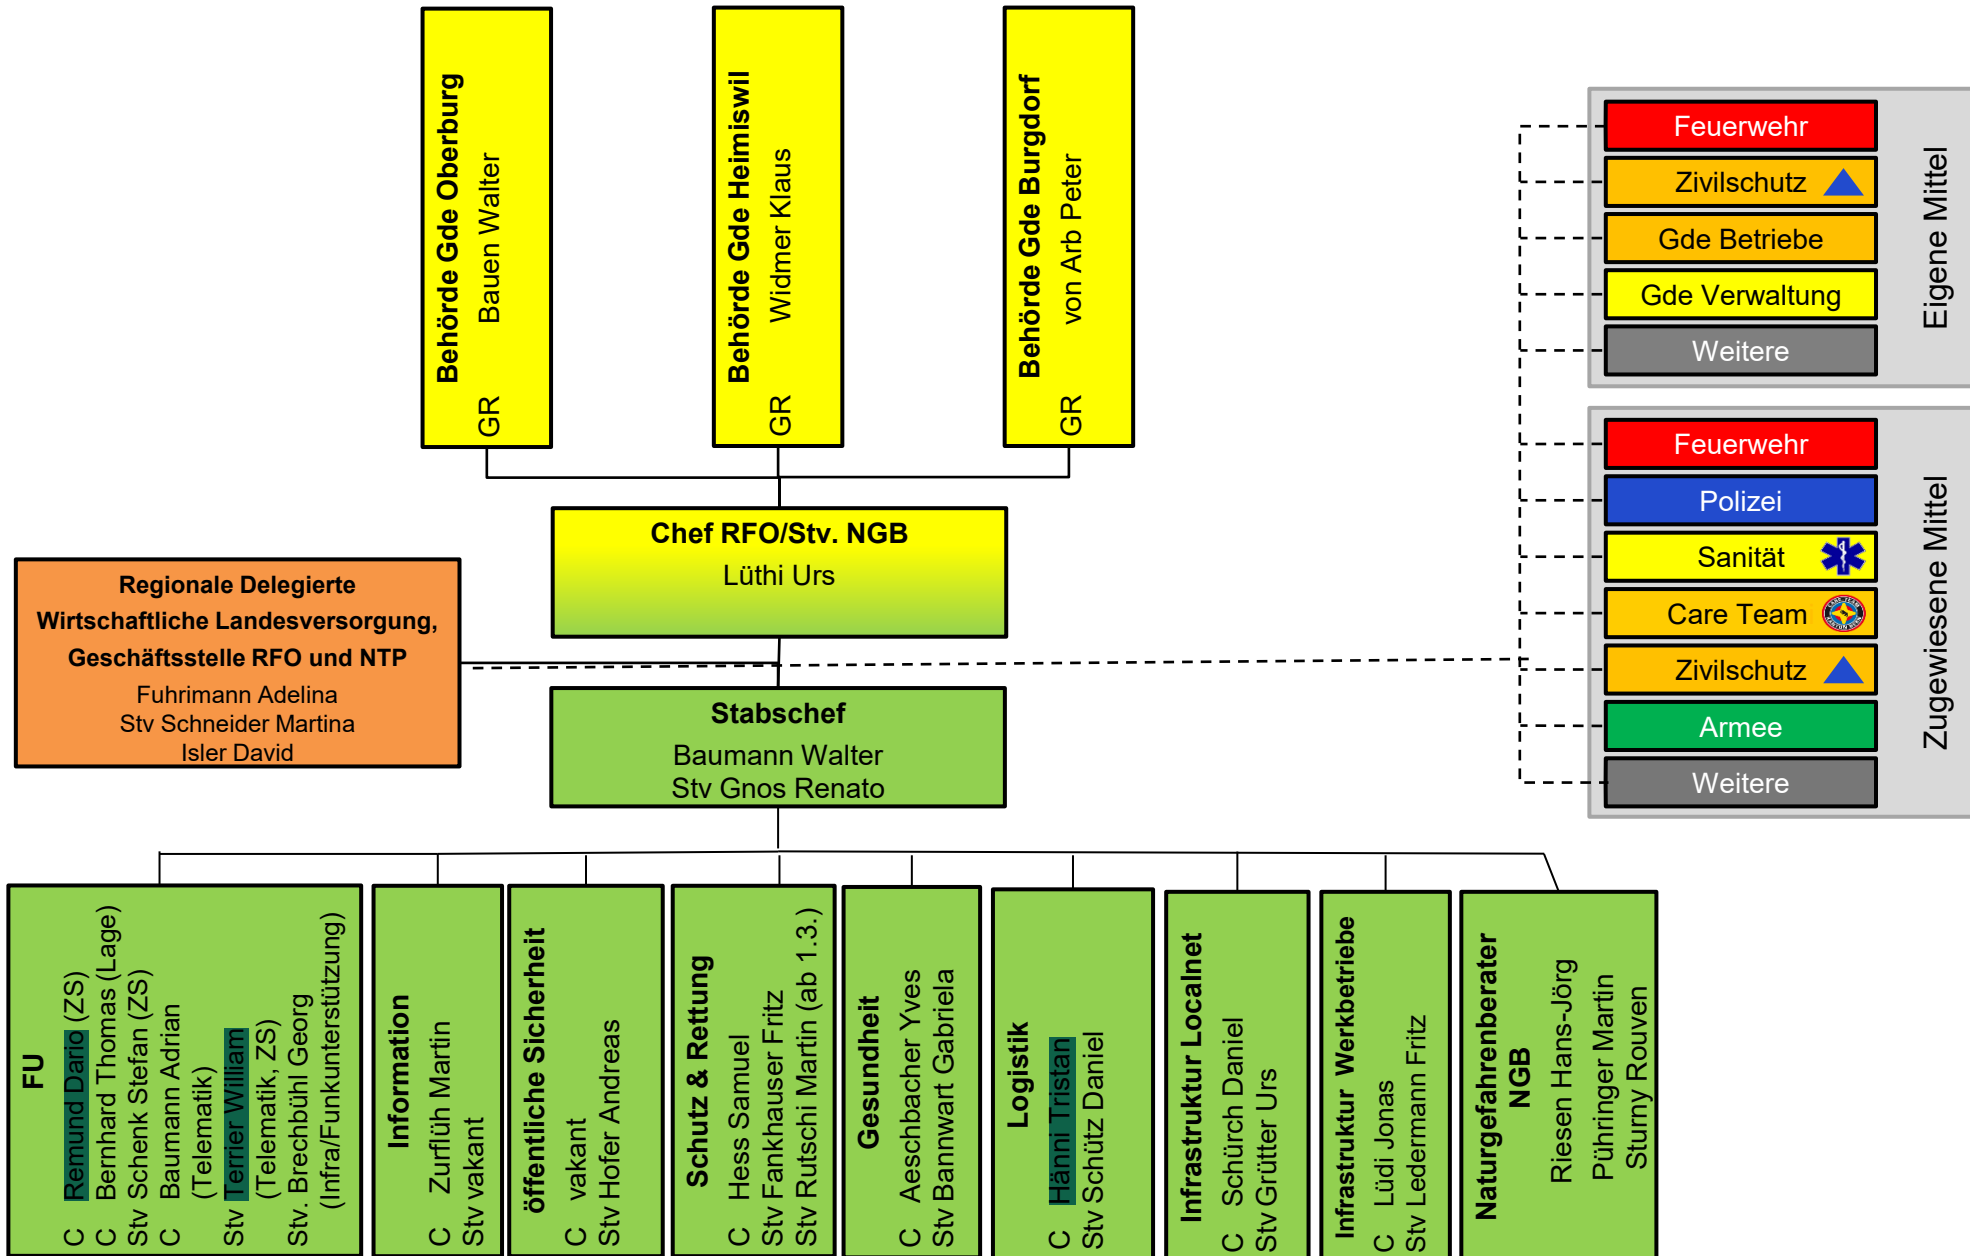 Behörde Gde Oberburg
GR Bauen Walter
Behörde Gde Heimiswil
GR Widmer Klaus
Behörde Gde Burgdorf
GR von Arb Peter
Chef RFO/Stv. NGB
Lüthi Urs
Regionale Delegierte
Wirtschaftliche Landesversorgung,
Geschäftsstelle RFO und NTP
Fuhrimann Adelina
Stv Schneider Martina
Isler David
Stabschef
Baumann Walter
Stv Gnos Renato
Eigene Mittel
Feuerwehr
Zivilschutz
Gde Betriebe
Gde Verwaltung
Weitere
Zugewiesene Mittel
Feuerwehr
Polizei
Sanität
Care Team
Zivilschutz
Armee
Weitere
FU
C Remund Dario (ZS)
C Bernhard Thomas (Lage)
Stv Schenk Stefan (ZS)
C Baumann Adrian
(Telematik)
Stv Terrier William
(Telematik, ZS)
Stv. Brechbühl Georg
(Infra/Funkunterstützung)
Information
C Zurflüh Martin
Stv vakant
öffentliche Sicherheit
C vakant
Stv Hofer Andreas
Schutz & Rettung
C Hess Samuel
Stv Fankhauser Fritz
Stv Rutschi Martin (ab 1.3.)
Gesundheit
C Aeschbacher Yves
Stv Bannwart Gabriela
Logistik
C Hänni Tristan
Stv Schütz Daniel
Infrastruktur Localnet
C Schürch Daniel
Stv Grütter Urs
Infrastruktur Werkbetriebe
C Lüdi Jonas
Stv Ledermann Fritz
Naturgefahrenberater
NGB
Riesen Hans-Jörg
Pühringer Martin
Sturny Rouven